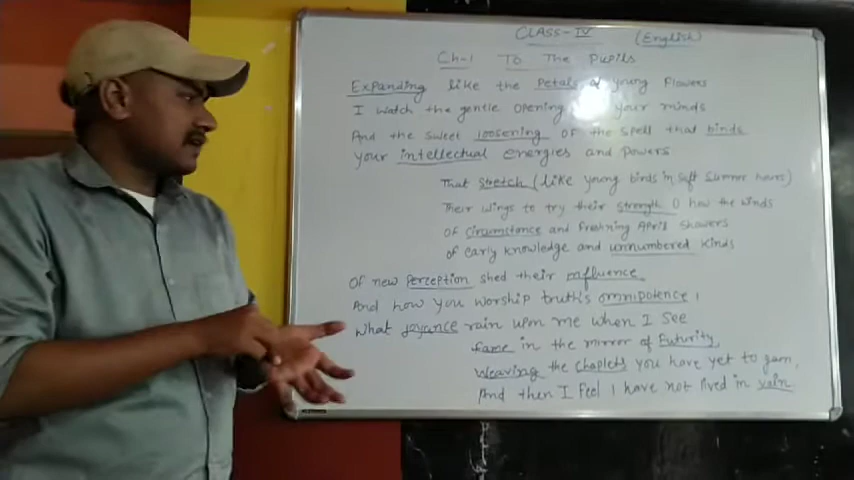 CLASS-IV (English)
Ch-1 To The Pupils
Expanding like the Petals of young Flowers
I watch the gentle opening of your minds
And the sweet loosening of the spell that binds
your intellectual energies and powers
That stretch (like young birds in soft Summer hours)
Their wings to try their strength O how the winds
of circumstance and Freshning April showers
of early knowledge and unnumbered kinds
Of new Perception shed their influence
And how you worship truth's omnipotence!
What joyance rain upon me when I see
Fame in the mirror of Futurity,
Weaving the Chaplets you have yet to gain,
And then I Feel I have not lived in vain